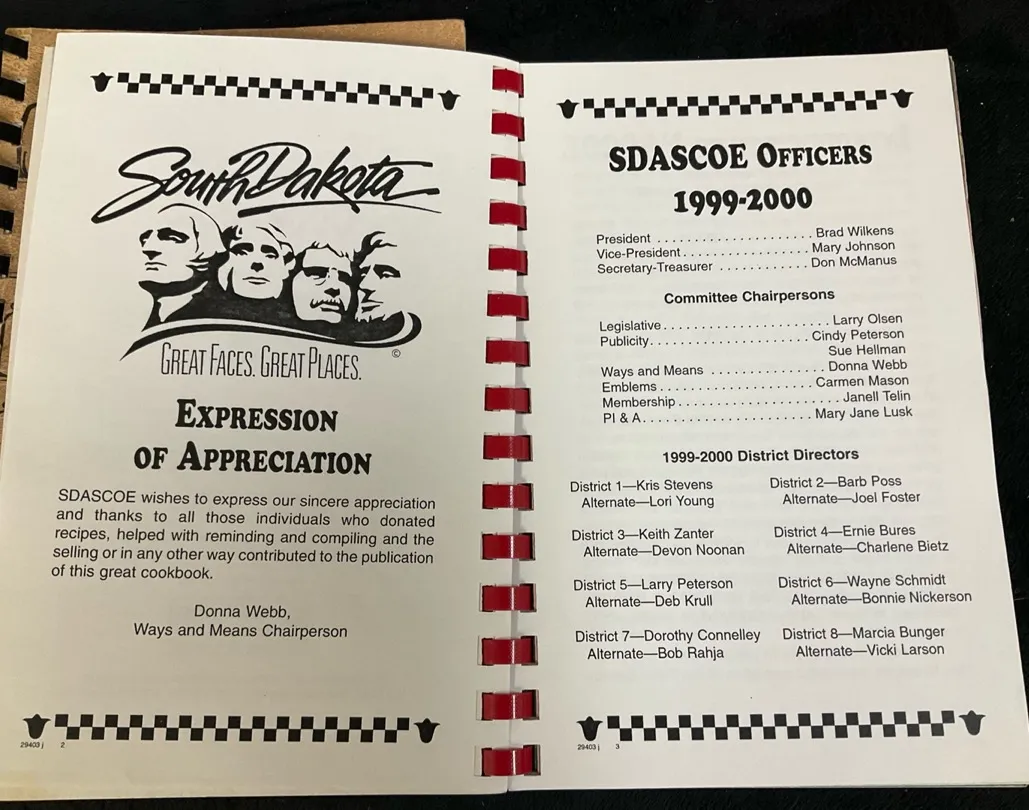 South Dakota
GREAT FACES. GREAT PLACES.
©
EXPRESSION
OF APPRECIATION
SDASCOE wishes to express our sincere appreciation
and thanks to all those individuals who donated
recipes, helped with reminding and compiling and the
selling or in any other way contributed to the publication
of this great cookbook.
Donna Webb,
Ways and Means Chairperson
29403 j 2
SDASCOE OFFICERS
1999-2000
President . . . . . . . . . . . . . . . . . . . . . Brad Wilkens
Vice-President . . . . . . . . . . . . . . . . . Mary Johnson
Secretary-Treasurer . . . . . . . . . . . . Don McManus
Committee Chairpersons
Legislative . . . . . . . . . . . . . . . . . . . . . . Larry Olsen
Publicity . . . . . . . . . . . . . . . . . . . . . Cindy Peterson
Sue Hellman
Ways and Means . . . . . . . . . . . . . . . Donna Webb
Emblems . . . . . . . . . . . . . . . . . . . . Carmen Mason
Membership . . . . . . . . . . . . . . . . . . . . . Janell Telin
PI & A . . . . . . . . . . . . . . . . . . . . . . Mary Jane Lusk
1999-2000 District Directors
District 1—Kris Stevens District 2—Barb Poss
Alternate—Lori Young Alternate—Joel Foster
District 3—Keith Zanter District 4—Ernie Bures
Alternate—Devon Noonan Alternate—Charlene Bietz
District 5—Larry Peterson District 6—Wayne Schmidt
Alternate—Deb Krull Alternate—Bonnie Nickerson
District 7—Dorothy Connelley District 8—Marcia Bunger
Alternate—Bob Rahja Alternate—Vicki Larson
29403 j 3